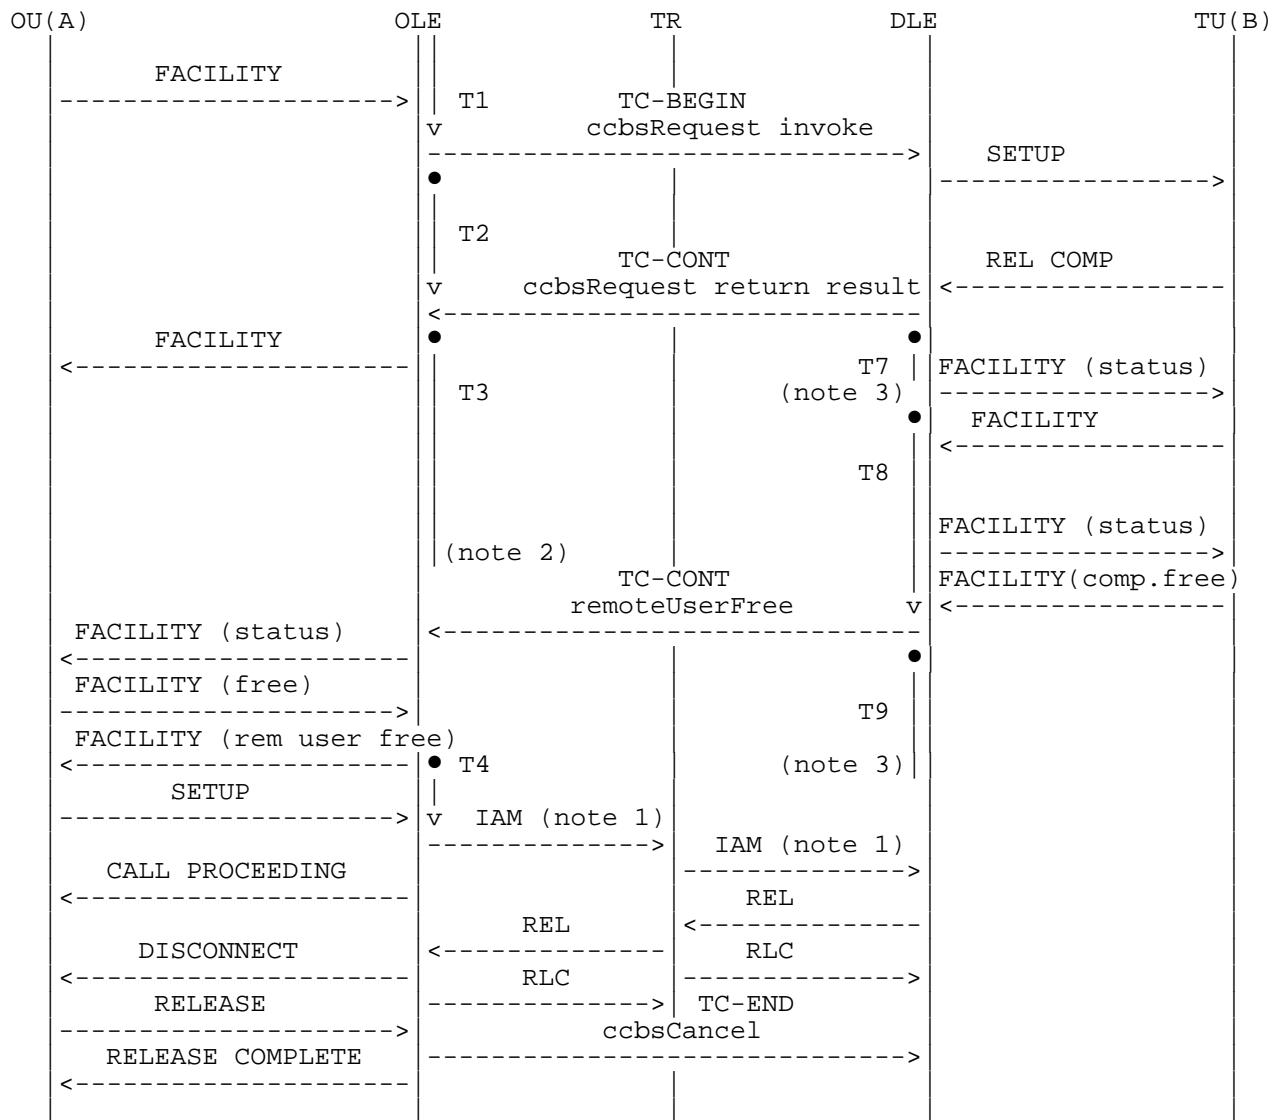 OU(A) OLE TR DLE TU(B)
FACILITY
T1 TC-BEGIN
ccbsRequest invoke
SETUP
T2
TC-CONT REL COMP
ccbsRequest return result
FACILITY
T7 FACILITY (status)
T3 (note 3)
FACILITY
T8
FACILITY (status)
(note 2)
TC-CONT FACILITY(comp.free)
remoteUserFree
FACILITY (status)
FACILITY (free)
T9
FACILITY (rem user free)
T4 (note 3)
SETUP
IAM (note 1)
IAM (note 1)
CALL PROCEEDING
REL
REL
DISCONNECT RLC
RLC
RELEASE TC-END
ccbsCancel
RELEASE COMPLETE